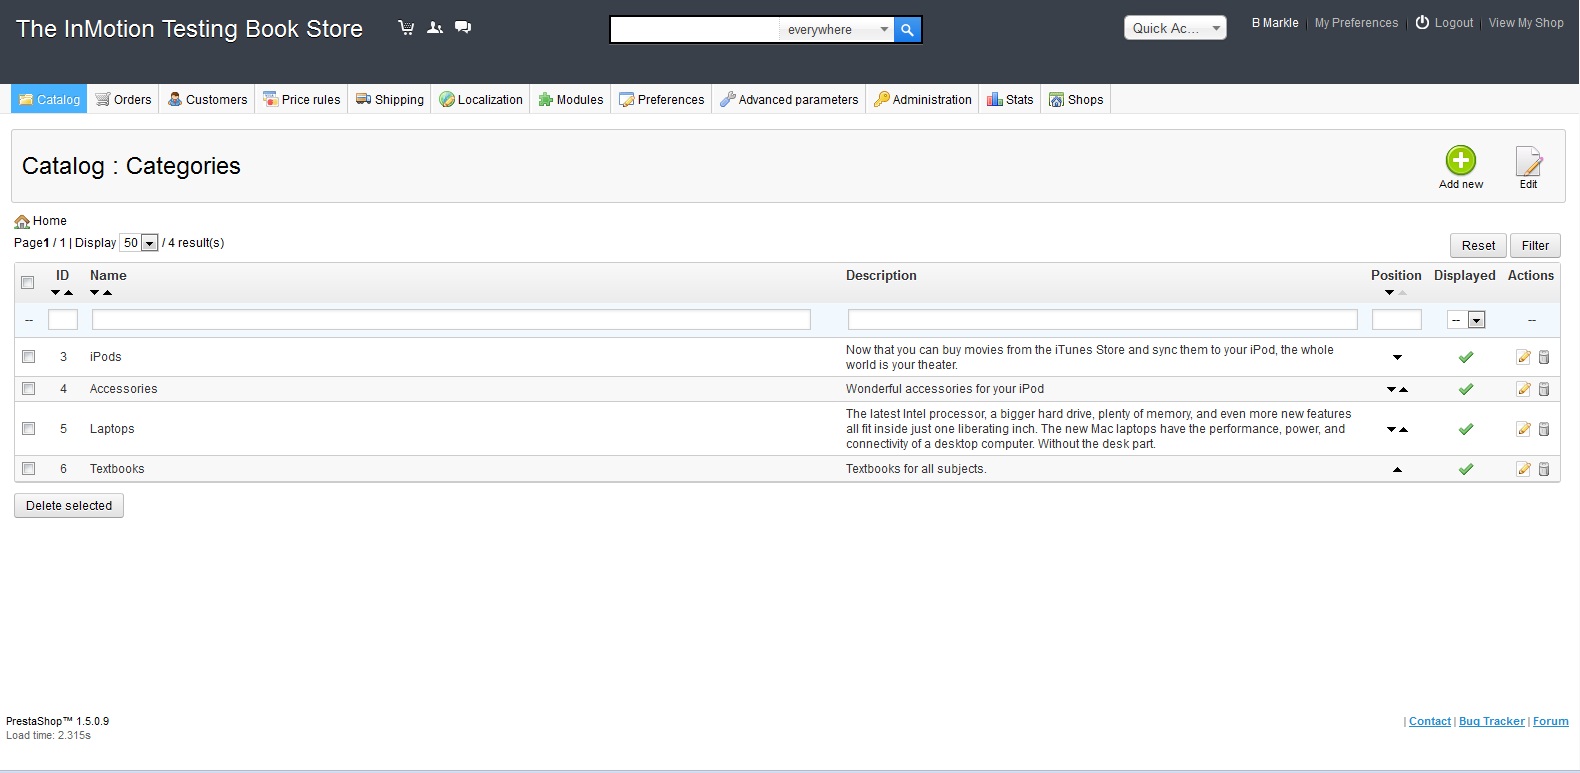 The InMotion Testing Book Store
everywhere
Quick Ac...
B Markle
My Preferences
Logout
View My Shop
Catalog
Orders
Customers
Price rules
Shipping
Localization
Modules
Preferences
Advanced parameters
Administration
Stats
Shops
Catalog : Categories
Add new
Edit
Home
Page1 / 1 | Display 50 / 4 result(s)
Reset
Filter
ID Name Description Position Displayed Actions
-- -- --
3 iPods Now that you can buy movies from the iTunes Store and sync them to your iPod, the whole
world is your theater.
4 Accessories Wonderful accessories for your iPod
The latest Intel processor, a bigger hard drive, plenty of memory, and even more new features
5 Laptops all fit inside just one liberating inch. The new Mac laptops have the performance, power, and
connectivity of a desktop computer. Without the desk part.
6 Textbooks Textbooks for all subjects.
Delete selected
PrestaShop™ 1.5.0.9
Load time: 2.315s
| Contact | Bug Tracker | Forum